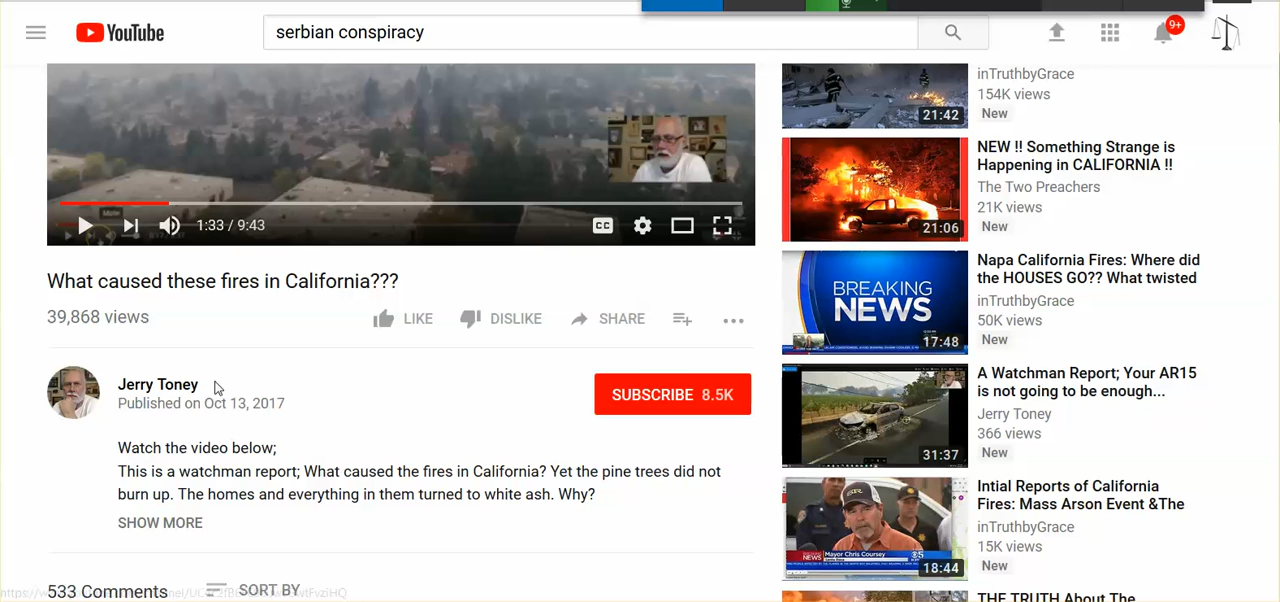 YouTube
serbian conspiracy
9+
1:33 / 9:43
CC
What caused these fires in California???
39,868 views
LIKE
DISLIKE
SHARE
Jerry Toney
Published on Oct 13, 2017
SUBSCRIBE 8.5K
Watch the video below;
This is a watchman report; What caused the fires in California? Yet the pine trees did not
burn up. The homes and everything in them turned to white ash. Why?
SHOW MORE
533 Comments
SORT BY
21:42
inTruthbyGrace
154K views
New
21:06
NEW !! Something Strange is
Happening in CALIFORNIA !!
The Two Preachers
21K views
New
BREAKING
NEWS
17:48
Napa California Fires: Where did
the HOUSES GO?? What twisted
inTruthbyGrace
50K views
New
31:37
A Watchman Report; Your AR15
is not going to be enough...
Jerry Toney
366 views
New
Mayor Chris Coursey
18:44
Intial Reports of California
Fires: Mass Arson Event &The
inTruthbyGrace
15K views
New
THE TRUTH About The